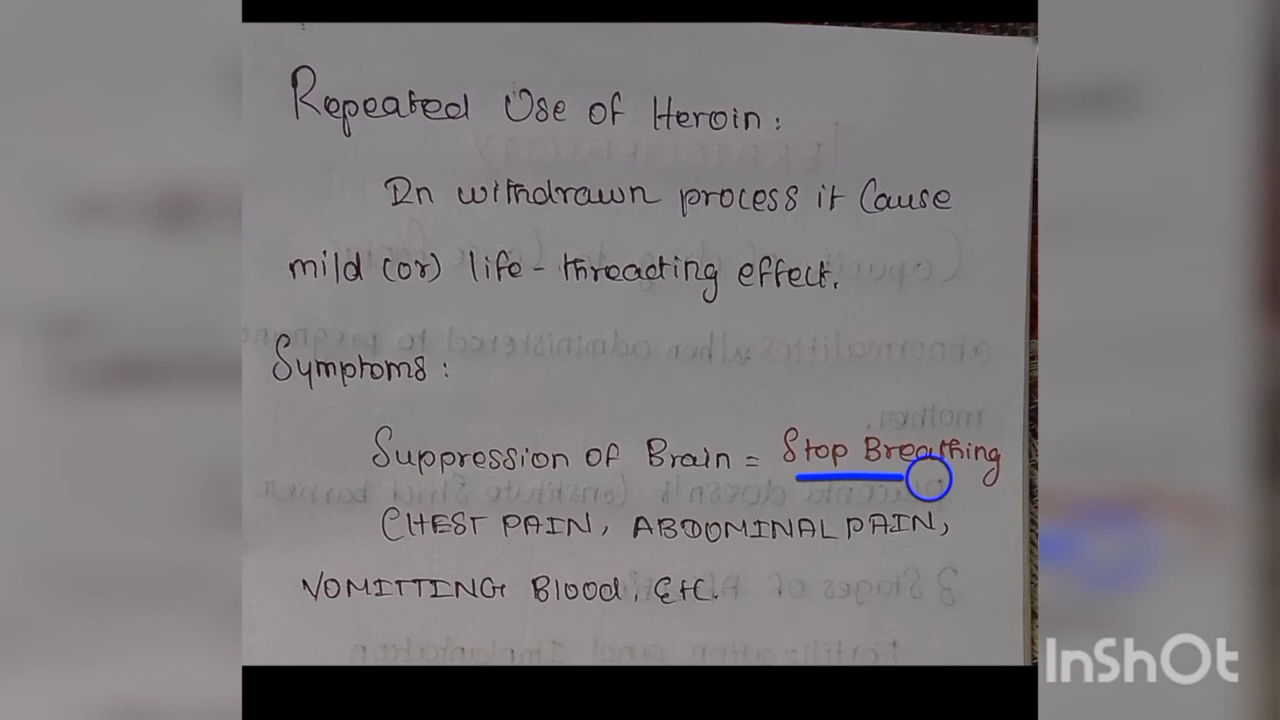 Repeated Use of Heroin:
In withdrawn process it Cause
mild (or) life - threacting effect.
Symptoms:
Suppression of Brain = Stop Breathing
CHEST PAIN, ABDOMINAL PAIN,
VOMITTING Blood, Etc.
InShOt